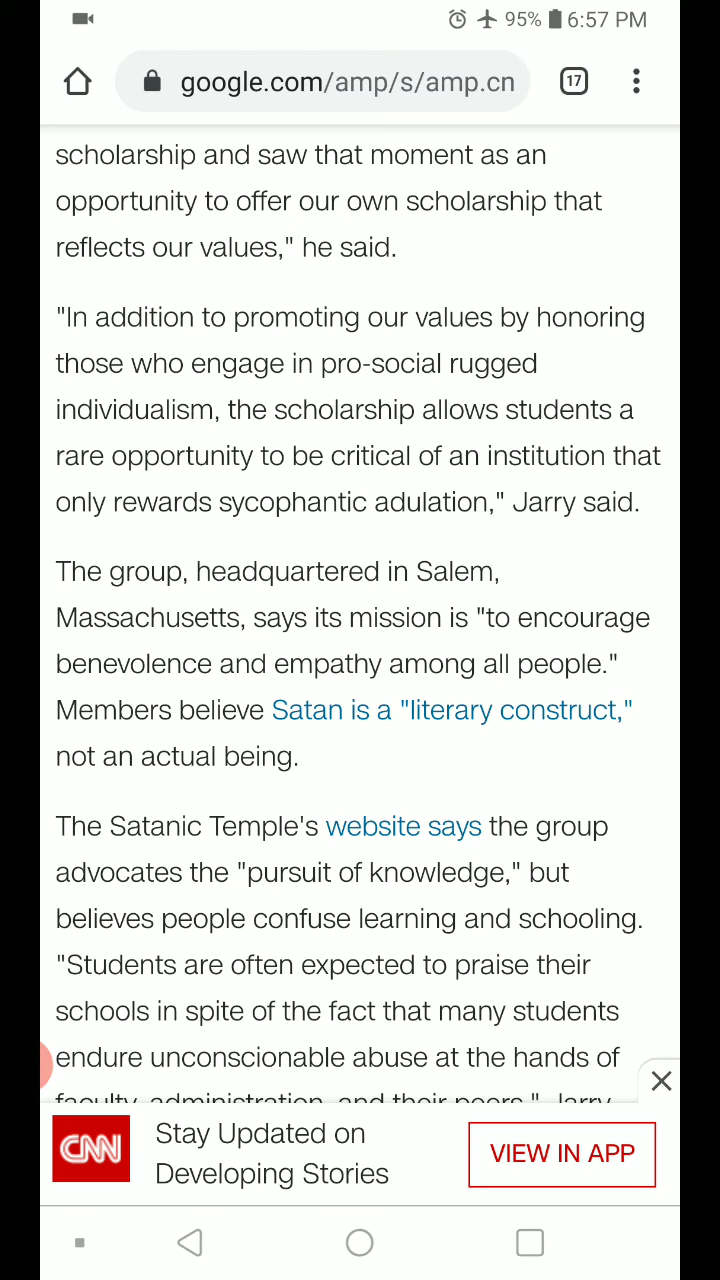 95% 6:57 PM
google.com/amp/s/amp.cn 17
scholarship and saw that moment as an
opportunity to offer our own scholarship that
reflects our values," he said.
"In addition to promoting our values by honoring
those who engage in pro-social rugged
individualism, the scholarship allows students a
rare opportunity to be critical of an institution that
only rewards sycophantic adulation," Jarry said.
The group, headquartered in Salem,
Massachusetts, says its mission is "to encourage
benevolence and empathy among all people."
Members believe Satan is a "literary construct,"
not an actual being.
The Satanic Temple's website says the group
advocates the "pursuit of knowledge," but
believes people confuse learning and schooling.
"Students are often expected to praise their
schools in spite of the fact that many students
endure unconscionable abuse at the hands of
faculty, administration, and their peers," Jarry
CNN
Stay Updated on
Developing Stories
VIEW IN APP